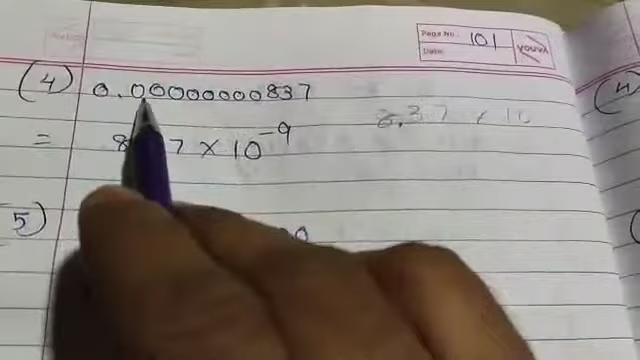 Page No. 101
Date:
YOUVA
(4) 0.00000000837
= 8 7 × 10⁻⁹
5)